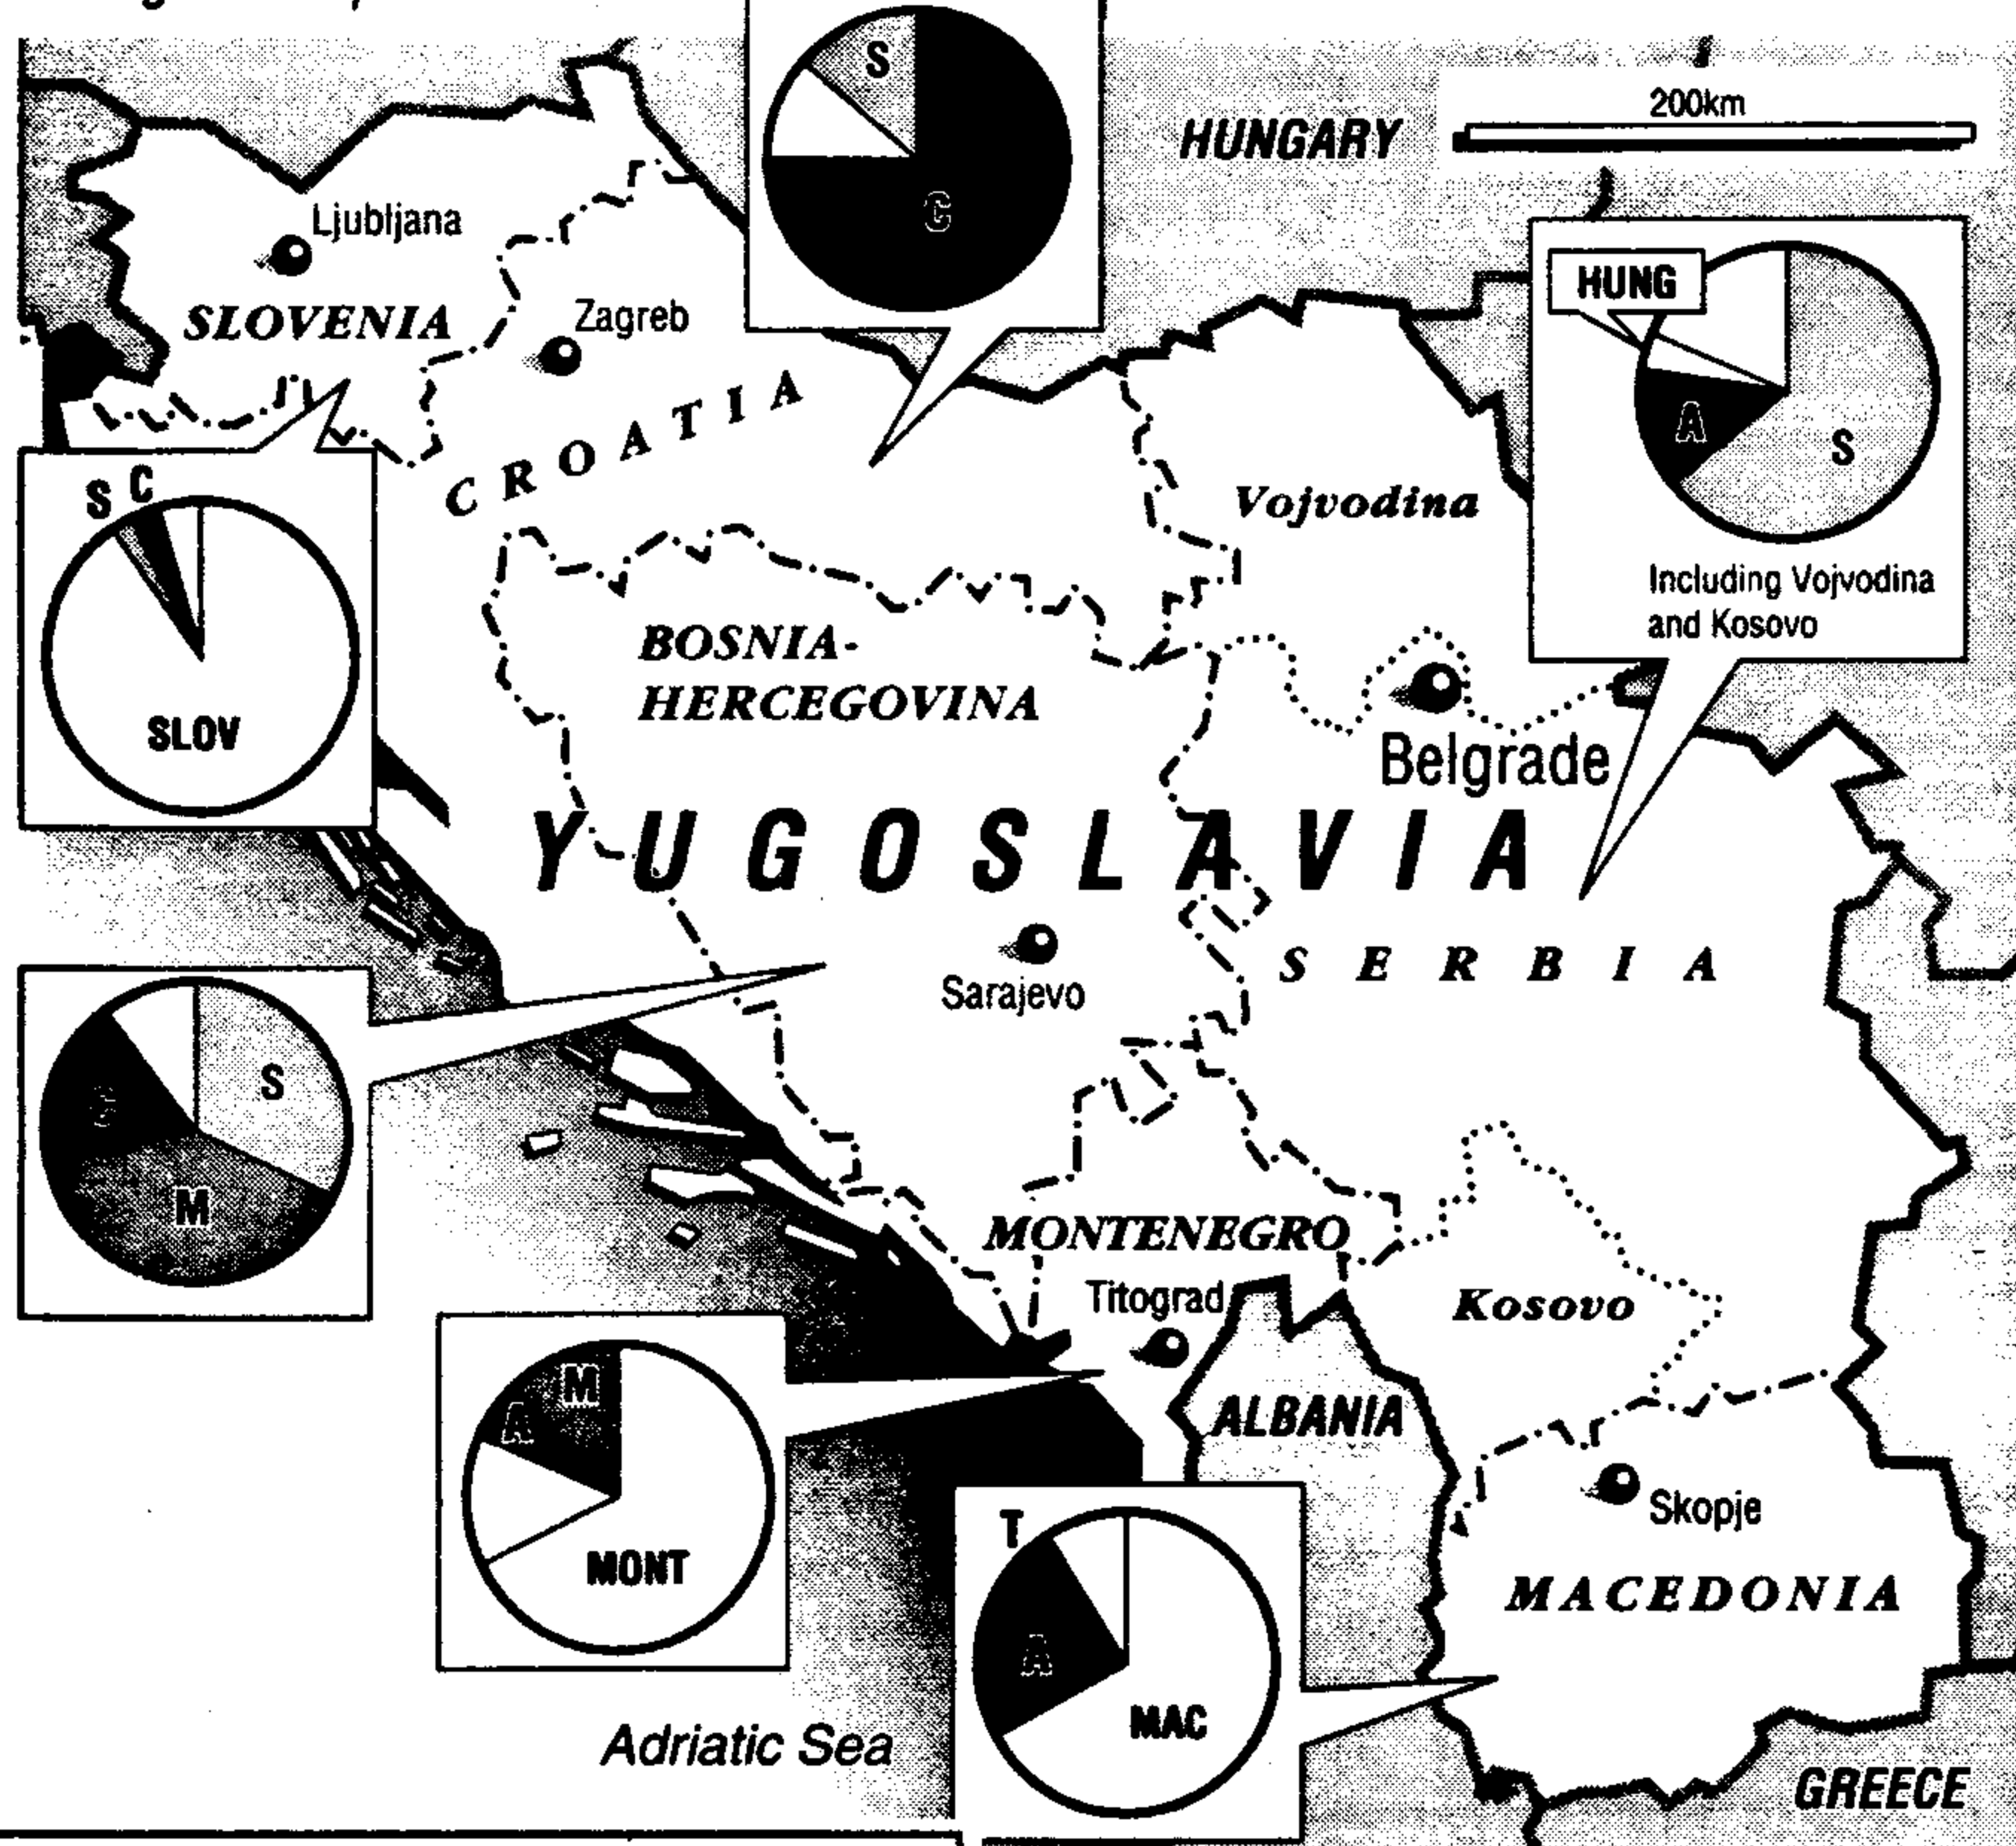 S
C
HUNGARY
200km
Ljubljana
SLOVENIA
Zagreb
CROATIA
HUNG
A
S
Including Vojvodina
and Kosovo
Vojvodina
S C
SLOV
BOSNIA-
HERCEGOVINA
Belgrade
YUGOSLAVIA
SERBIA
Sarajevo
S
C
M
MONTENEGRO
Titograd
Kosovo
M
A
MONT
ALBANIA
T
A
MAC
Skopje
MACEDONIA
Adriatic Sea
GREECE